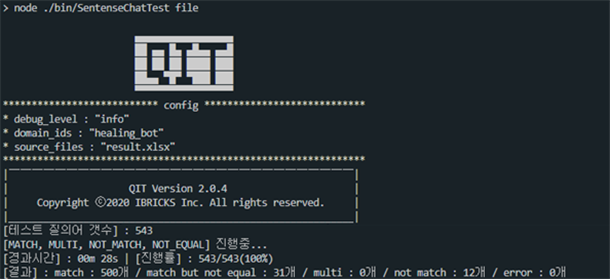 > node ./bin/SentenseChatTest file
QIT
*************************** config ***************************
* debug_level : "info"
* domain_ids : "healing_bot"
* source_files : "result.xlsx"
**************************************************************
QIT Version 2.0.4
Copyright ⓒ2020 IBRICKS Inc. All rights reserved.
[테스트 질의어 갯수] : 543
[MATCH, MULTI, NOT_MATCH, NOT_EQUAL] 진행중...
[경과시간] : 00m 28s | [진행률] : 543/543(100%)
[결과] : match : 500개 / match but not equal : 31개 / multi : 0개 / not match : 12개 / error : 0개